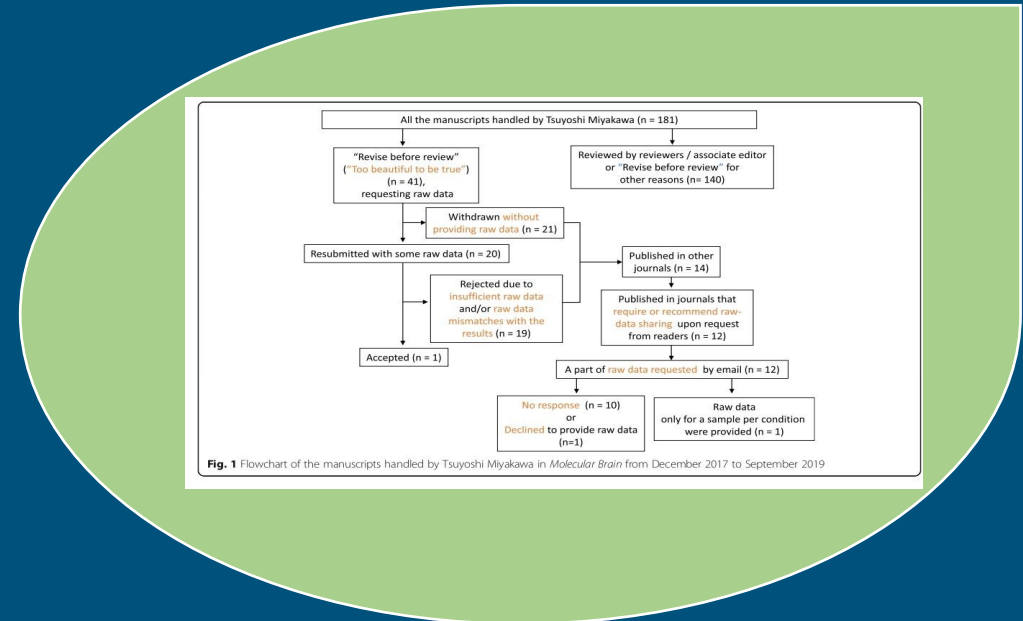 All the manuscripts handled by Tsuyoshi Miyakawa (n = 181)
"Revise before review"
("Too beautiful to be true")
(n = 41),
requesting raw data
Reviewed by reviewers / associate editor
or "Revise before review" for
other reasons (n= 140)
Withdrawn without
providing raw data (n = 21)
Resubmitted with some raw data (n = 20)
Published in other
journals (n = 14)
Rejected due to
insufficient raw data
and/or raw data
mismatches with the
results (n = 19)
Published in journals that
require or recommend raw-
data sharing upon request
from readers (n = 12)
Accepted (n = 1)
A part of raw data requested by email (n = 12)
No response (n = 10)
or
Declined to provide raw data
(n=1)
Raw data
only for a sample per condition
were provided (n = 1)
Fig. 1 Flowchart of the manuscripts handled by Tsuyoshi Miyakawa in Molecular Brain from December 2017 to September 2019